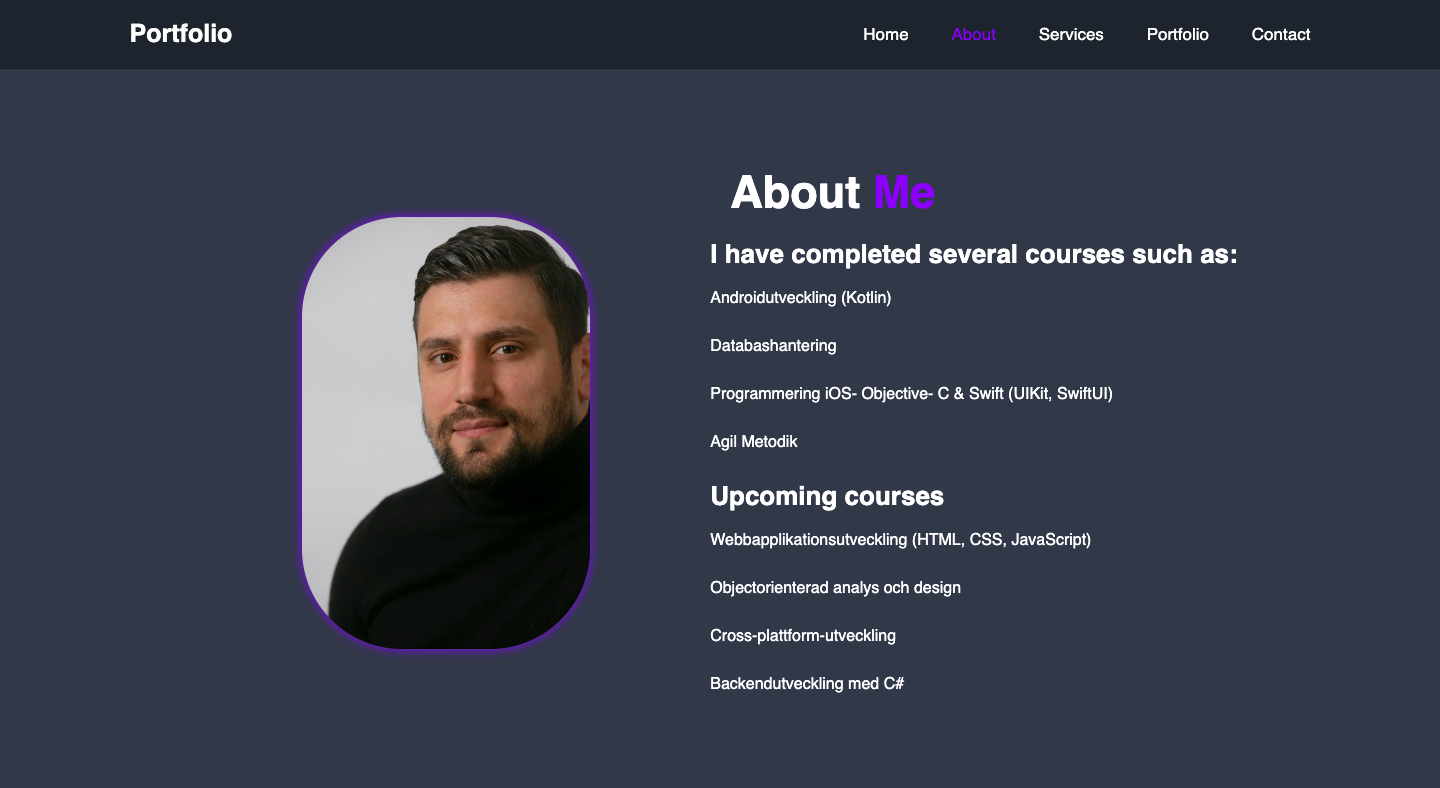 Portfolio
Home About Services Portfolio Contact
About Me
I have completed several courses such as:
Androidutveckling (Kotlin)
Databashantering
Programmering iOS- Objective- C & Swift (UIKit, SwiftUI)
Agil Metodik
Upcoming courses
Webbapplikationsutveckling (HTML, CSS, JavaScript)
Objectorienterad analys och design
Cross-plattform-utveckling
Backendutveckling med C#